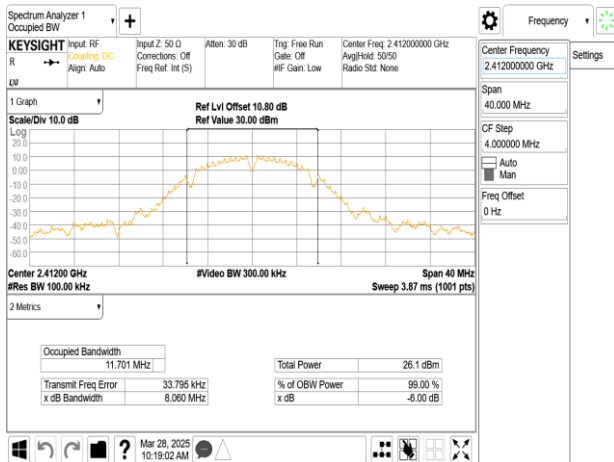 Spectrum Analyzer 1
Occupied BW
KEYSIGHT
R
Input: RF
Coupling: DC
Align: Auto
Input Z: 50 Ω
Corrections: Off
Freq Ref: Int (S)
Atten: 30 dB
Trig: Free Run
Gate: Off
#IF Gain: Low
Center Freq: 2.412000000 GHz
Avg|Hold: 50/50
Radio Std: None
1 Graph
Scale/Div 10.0 dB
Ref Lvl Offset 10.80 dB
Ref Value 30.00 dBm
Log
20.0
10.0
0.00
-10.0
-20.0
-30.0
-40.0
-50.0
-60.0
Center 2.41200 GHz
#Video BW 300.00 kHz
Span 40 MHz
#Res BW 100.00 kHz
Sweep 3.87 ms (1001 pts)
2 Metrics
Occupied Bandwidth
11.701 MHz
Transmit Freq Error 33.795 kHz
x dB Bandwidth 8.060 MHz
Total Power 26.1 dBm
% of OBW Power 99.00 %
x dB -6.00 dB
Mar 28, 2025
10:19:02 AM
Frequency
Center Frequency
2.412000000 GHz
Span
40.000 MHz
CF Step
4.000000 MHz
Auto
Man
Freq Offset
0 Hz
Settings